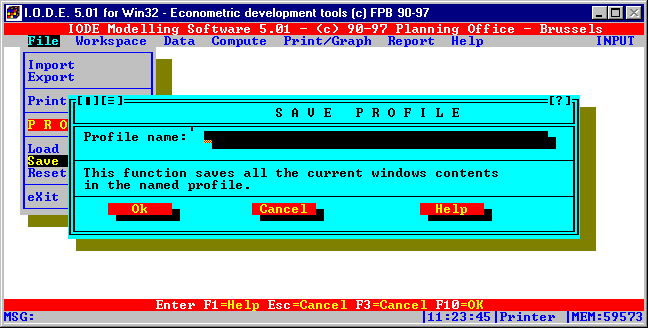 I.O.D.E. 5.01 for Win32 - Econometric development tools (c) FPB 90-97
IODE Modelling Software 5.01 - (c) 90-97 Planning Office - Brussels
File Workspace Data Compute Print/Graph Report Help INPUT
Import
Export
Print
P R O
Load
Save
Reset
eXit
[?]
S A V E P R O F I L E
Profile name:
This function saves all the current windows contents
in the named profile.
Ok Cancel Help
Enter F1=Help Esc=Cancel F3=Cancel F10=OK
MSG: |11:23:45|Printer |MEM:59573